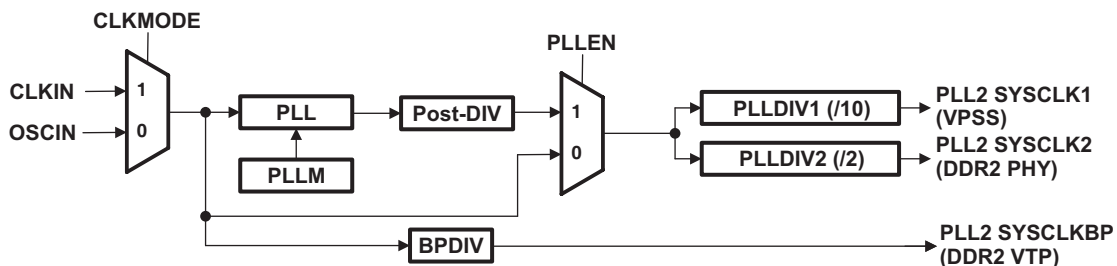 CLKMODE
PLLEN
CLKIN
1
OSCIN
0
PLL
Post-DIV
1
PLLM
0
PLLDIV1 (/10)
PLL2 SYSCLK1
(VPSS)
PLLDIV2 (/2)
PLL2 SYSCLK2
(DDR2 PHY)
BPDIV
PLL2 SYSCLKBP
(DDR2 VTP)